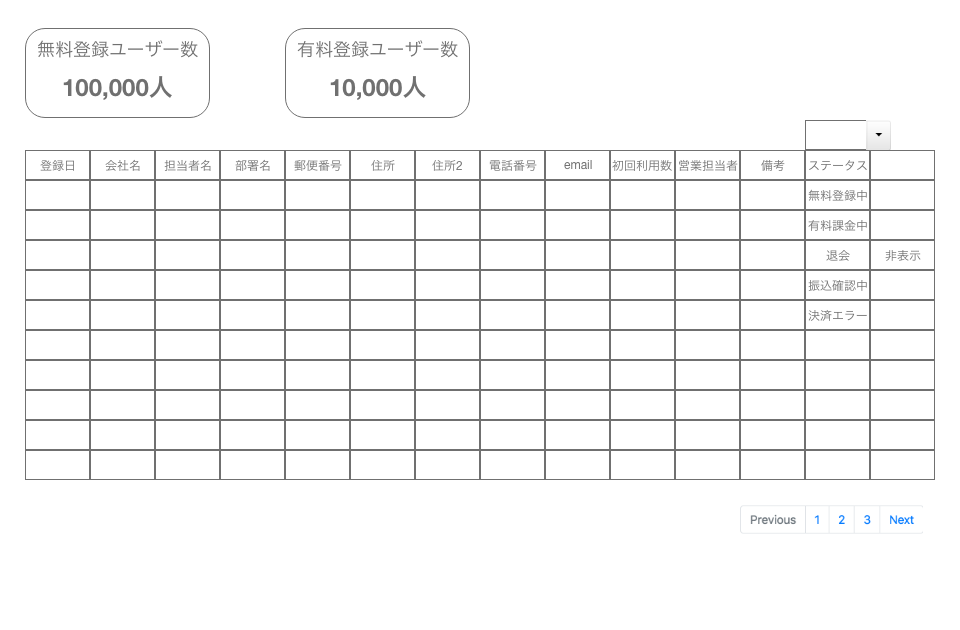 無料登録ユーザー数
100,000人
有料登録ユーザー数
10,000人
登録日 会社名 担当者名 部署名 郵便番号 住所 住所2 電話番号 email 初回利用数 営業担当者 備考 ステータス
無料登録中
有料課金中
退会 非表示
振込確認中
決済エラー
Previous 1 2 3 Next